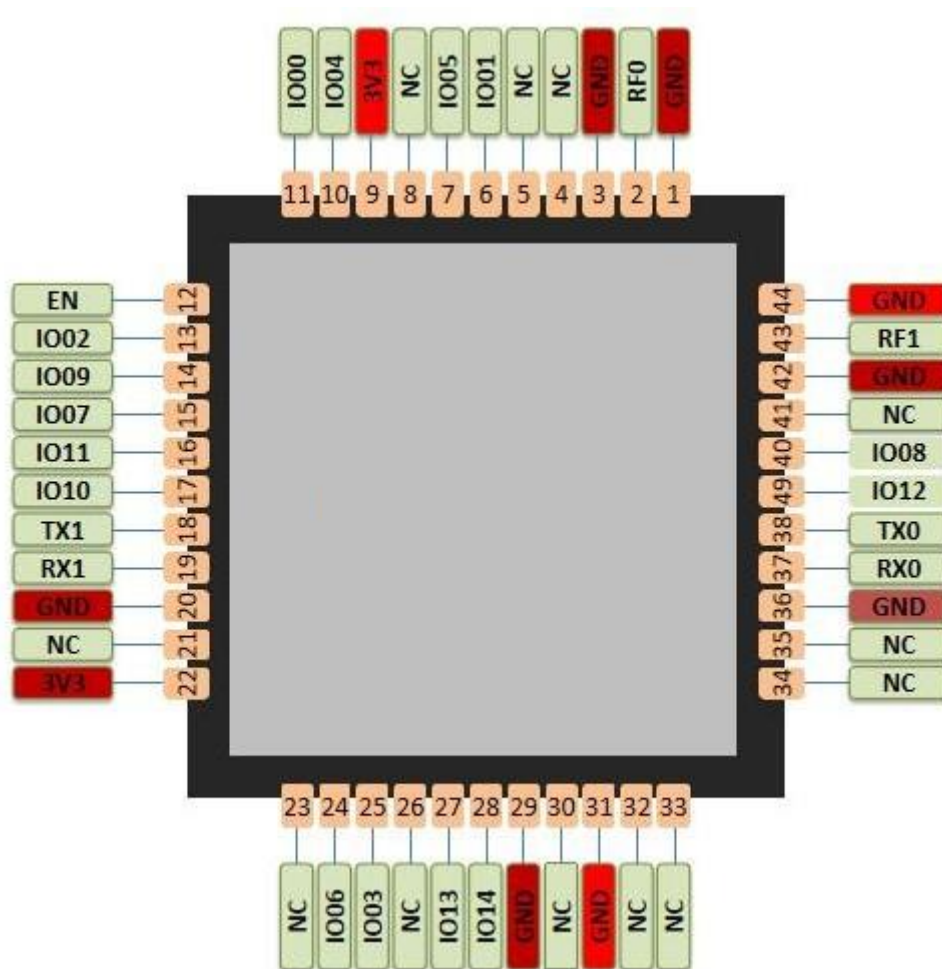 IO00 IO04 3V3 NC IO05 IO01 NC NC GND RF0 GND
11 10 9 8 7 6 5 4 3 2 1
EN 12 44 GND
IO02 13 43 RF1
IO09 14 42 GND
IO07 15 41 NC
IO11 16 40 IO08
IO10 17 49 IO12
TX1 18 38 TX0
RX1 19 37 RX0
GND 20 36 GND
NC 21 35 NC
3V3 22 34 NC
23 24 25 26 27 28 29 30 31 32 33
NC IO06 IO03 NC IO13 IO14 GND NC GND NC NC